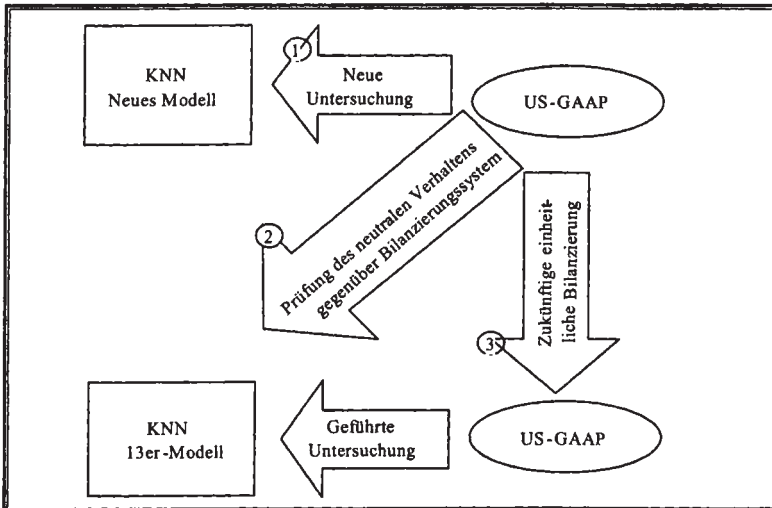 KNN
Neues Modell
1
Neue
Untersuchung
US-GAAP
2
Prüfung des neutralen Verhaltens
gegenüber Bilanzierungssystem
Zukünftige einheit-
liche Bilanzierung
3
KNN
13er-Modell
Geführte
Untersuchung
US-GAAP